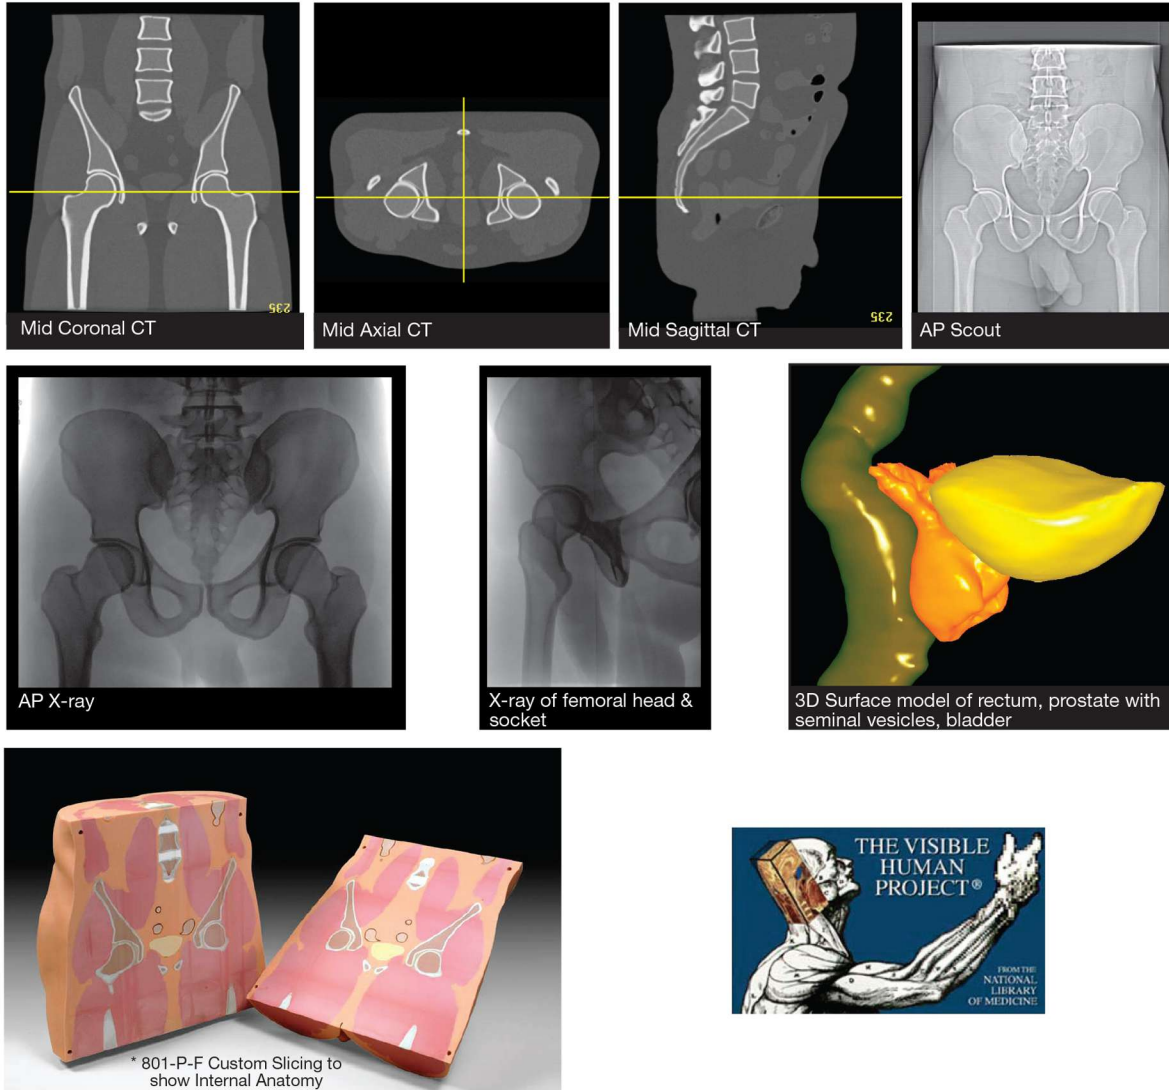 235
Mid Coronal CT
Mid Axial CT
235
Mid Sagittal CT
AP Scout
AP X-ray
X-ray of femoral head &
socket
3D Surface model of rectum, prostate with
seminal vesicles, bladder
* 801-P-F Custom Slicing to
show Internal Anatomy
THE VISIBLE
HUMAN
PROJECT®
FROM THE
NATIONAL
LIBRARY
OF MEDICINE